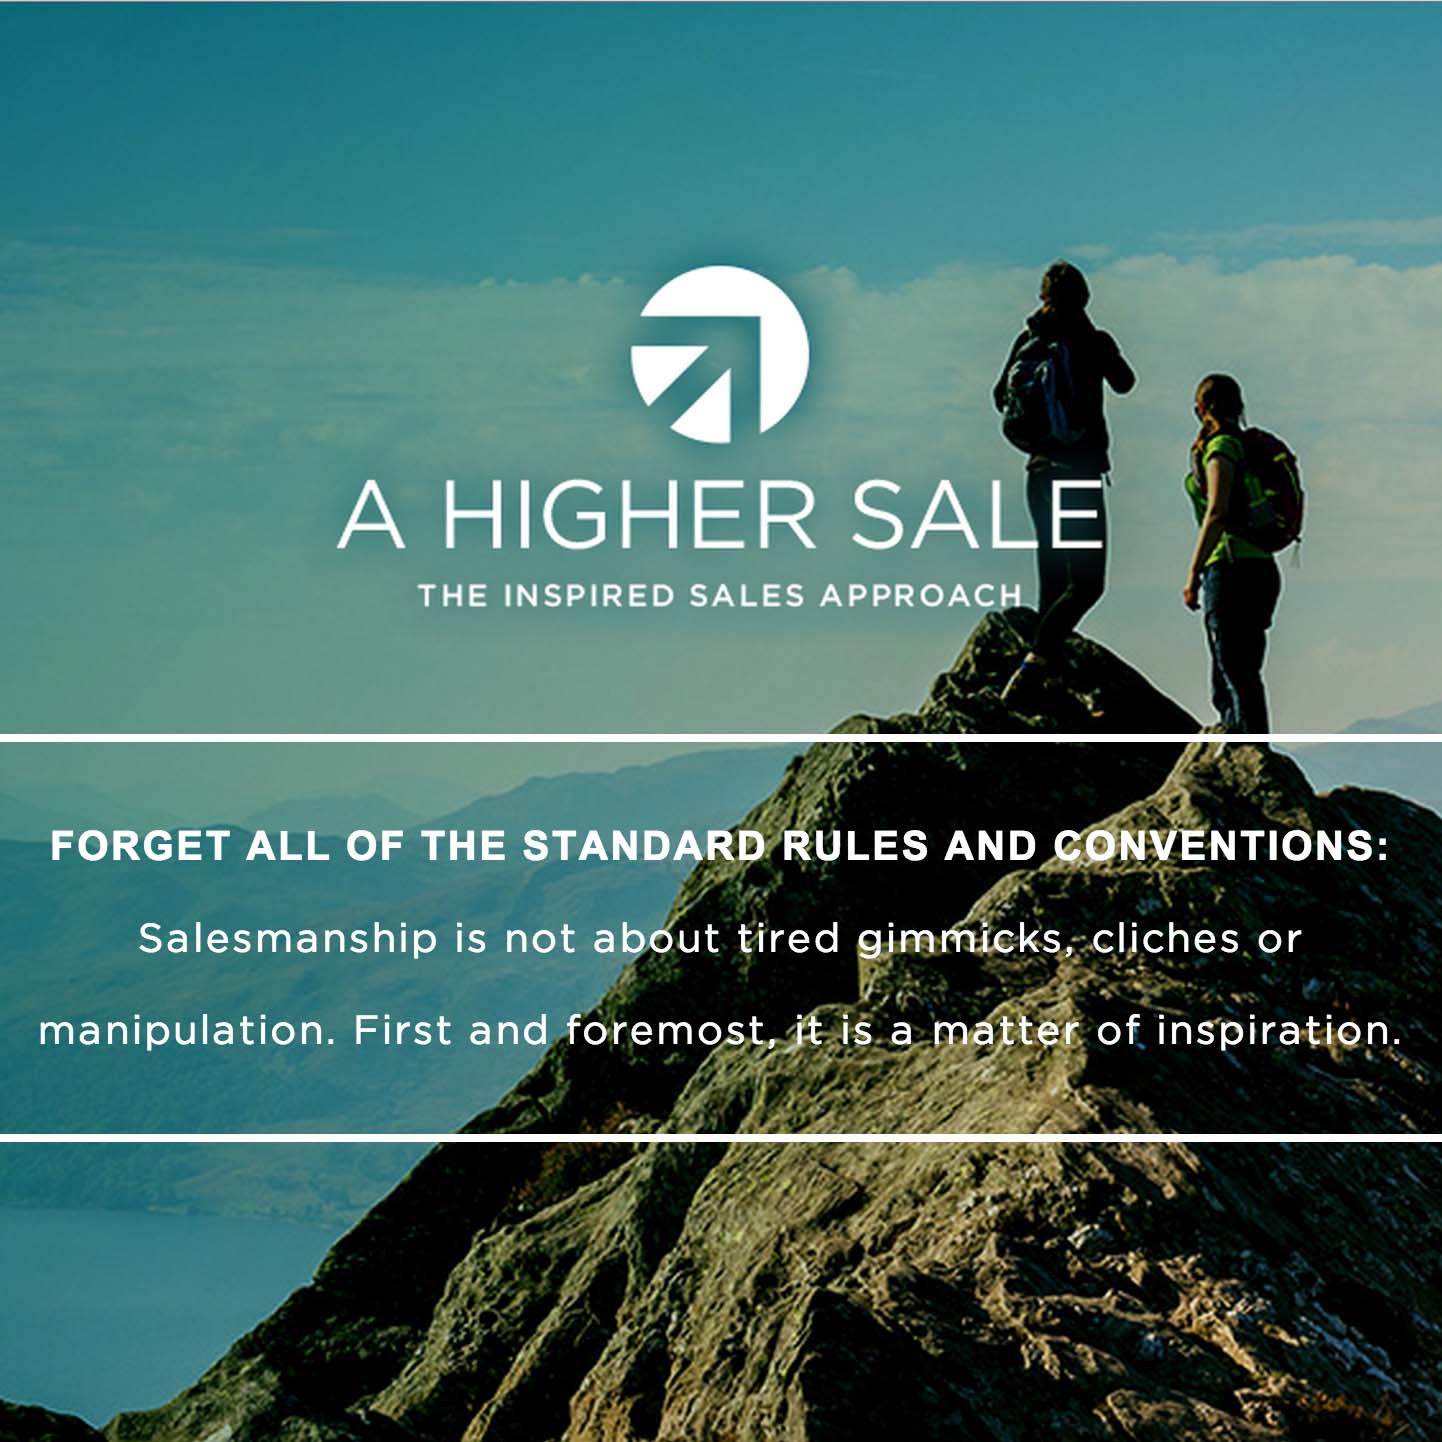 A HIGHER SALE
THE INSPIRED SALES APPROACH
FORGET ALL OF THE STANDARD RULES AND CONVENTIONS:
Salesmanship is not about tired gimmicks, cliches or
manipulation. First and foremost, it is a matter of inspiration.